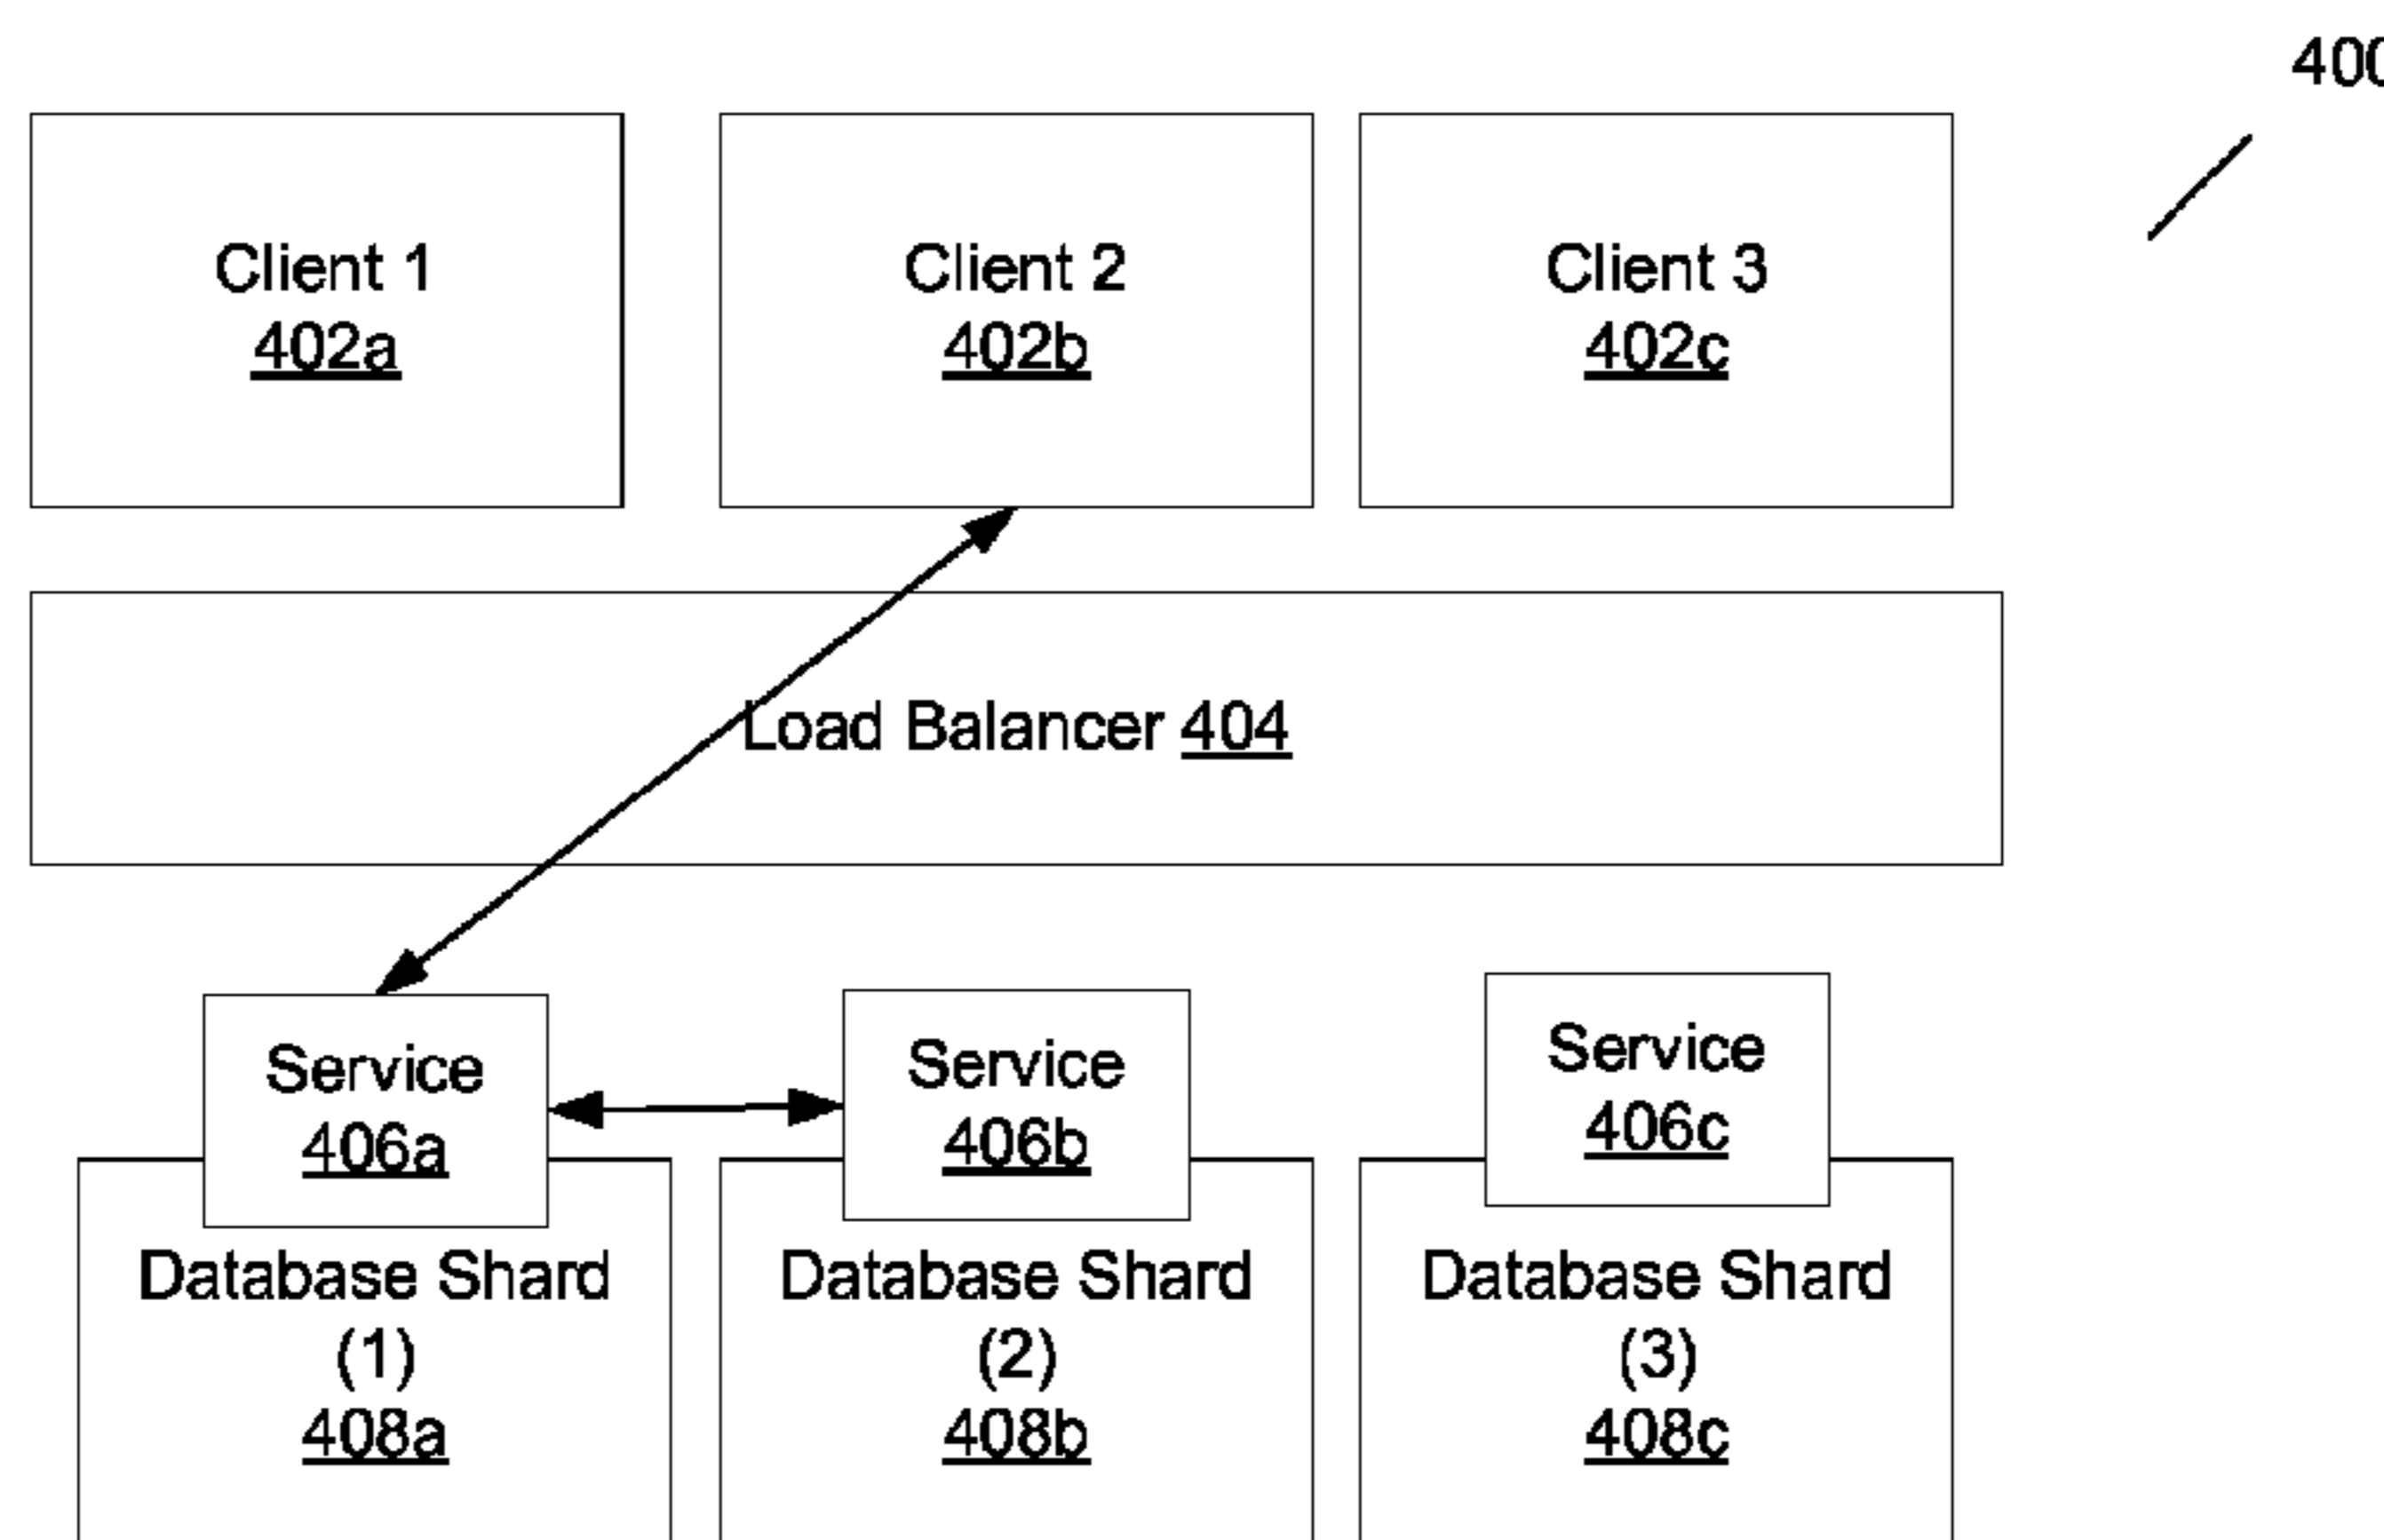 400
Client 1
402a
Client 2
402b
Client 3
402c
Load Balancer 404
Service
406a
Service
406b
Service
406c
Database Shard
(1)
408a
Database Shard
(2)
408b
Database Shard
(3)
408c